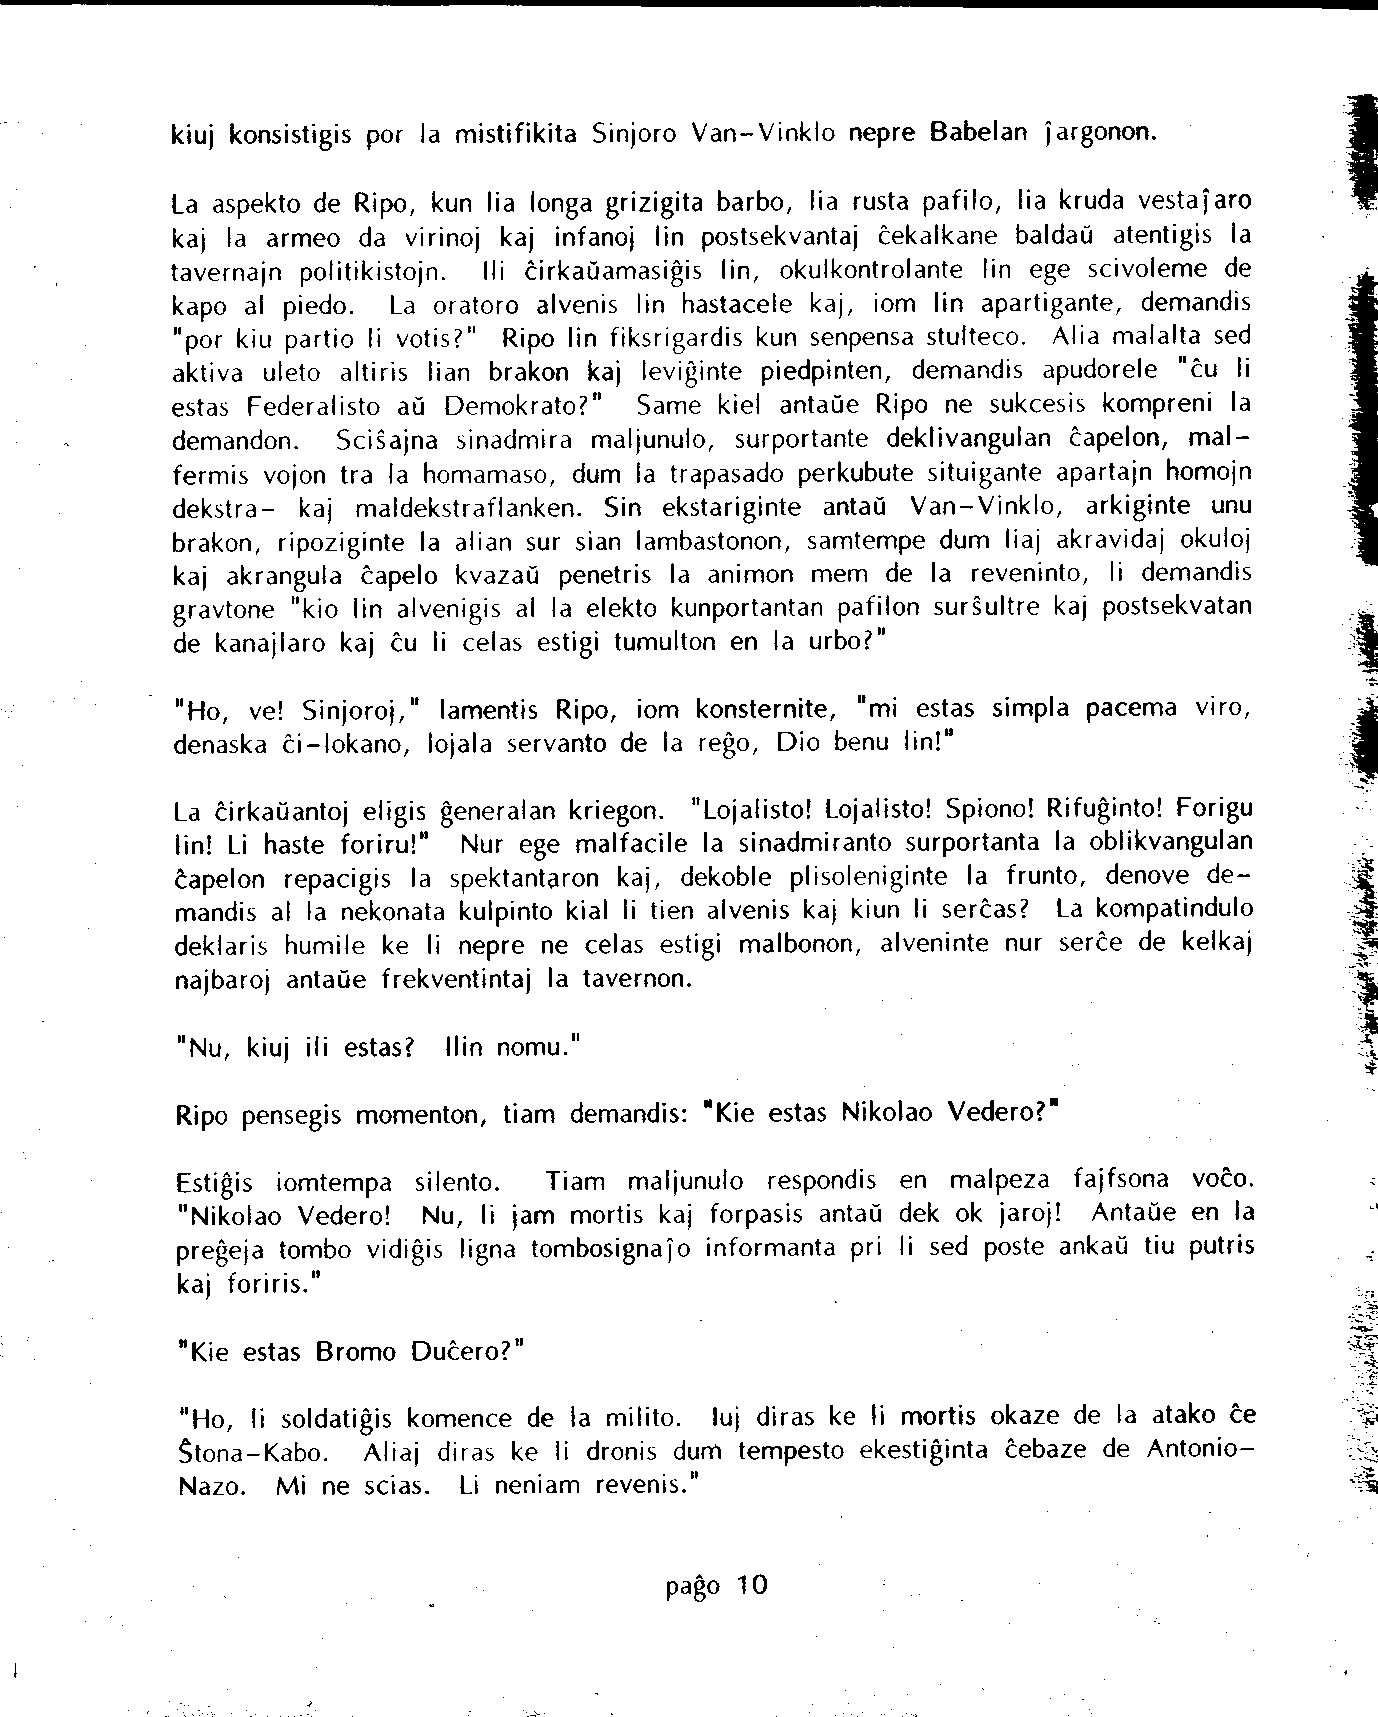 kiuj konsistigis por la mistifikita Sinjoro Van-Vinklo nepre Babelan ĵargonon.
La aspekto de Ripo, kun lia longa grizigita barbo, lia rusta pafilo, lia kruda vestaĵaro
kaj la armeo da virinoj kaj infanoj lin postsekvantaj ĉekalkane baldaŭ atentigis la
tavernajn politikistojn. Ili ĉirkaŭamasiĝis lin, okulkontrolante lin ege scivoleme de
kapo al piedo. La oratoro alvenis lin hastacele kaj, iom lin apartigante, demandis
"por kiu partio li votis?" Ripo lin fiksrigardis kun senpensa stulteco. Alia malalta sed
aktiva uleto altiris lian brakon kaj leviĝinte piedpinten, demandis apudorele "ĉu li
estas Federalisto aŭ Demokrato?" Same kiel antaŭe Ripo ne sukcesis kompreni la
demandon. Sciŝajna sinadmira maljunulo, surportante deklivangulan ĉapelon, mal-
fermis vojon tra la homamaso, dum la trapasado perkubute situigante apartajn homojn
dekstra- kaj maldekstraflanken. Sin ekstariginte antaŭ Van-Vinklo, arkiginte unu
brakon, ripoziginte la alian sur sian lambastonon, samtempe dum liaj akravidaj okuloj
kaj akrangula ĉapelo kvazaŭ penetris la animon mem de la reveninto, li demandis
gravtone "kio lin alvenigis al la elekto kunportantan pafilon surŝultre kaj postsekvatan
de kanajlaro kaj ĉu li celas estigi tumulton en la urbo?"
"Ho, ve! Sinjoroj," lamentis Ripo, iom konsternite, "mi estas simpla pacema viro,
denaska ĉi-lokano, lojala servanto de la reĝo, Dio benu lin!"
La ĉirkaŭantoj eligis ĝeneralan kriegon. "Lojalisto! Lojalisto! Spiono! Rifuĝinto! Forigu
lin! Li haste foriru!" Nur ege malfacile la sinadmiranto surportanta la oblikvangulan
ĉapelon repacigis la spektantaron kaj, dekoble plisoleniginte la frunto, denove de-
mandis al la nekonata kulpinto kial li tien alvenis kaj kiun li serĉas? La kompatindulo
deklaris humile ke li nepre ne celas estigi malbonon, alveninte nur serĉe de kelkaj
najbaroj antaŭe frekventintaj la tavernon.
"Nu, kiuj ili estas? Ilin nomu."
Ripo pensegis momenton, tiam demandis: "Kie estas Nikolao Vedero?"
Estiĝis iomtempa silento. Tiam maljunulo respondis en malpeza fajfsona voĉo.
"Nikolao Vedero! Nu, li jam mortis kaj forpasis antaŭ dek ok jaroj! Antaŭe en la
preĝeja tombo vidiĝis ligna tombosignaĵo informanta pri li sed poste ankaŭ tiu putris
kaj foriris."
"Kie estas Bromo Duĉero?"
"Ho, li soldatiĝis komence de la milito. Iuj diras ke li mortis okaze de la atako ĉe
Ŝtona-Kabo. Aliaj diras ke li dronis dum tempesto ekestiĝinta ĉebaze de Antonio-
Nazo. Mi ne scias. Li neniam revenis."
paĝo 10